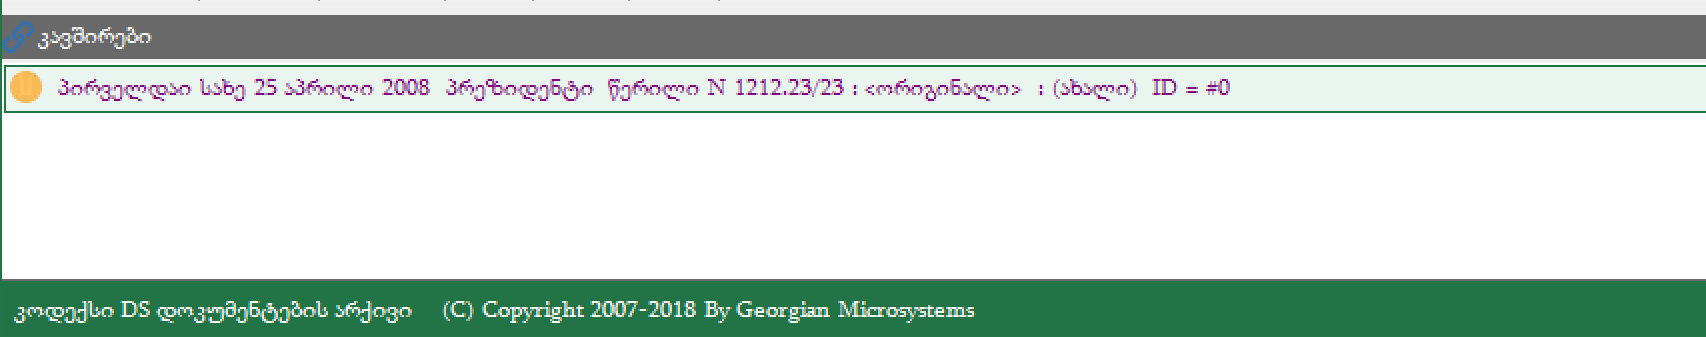 კავშირები
პირველდაი სახე 25 აპრილი 2008 პრეზიდენტი წერილი N 1212.23/23 : <ორიგინალი> : (ახალი) ID = #0
კოდექსი DS დოკუმენტების არქივი (C) Copyright 2007-2018 By Georgian Microsystems